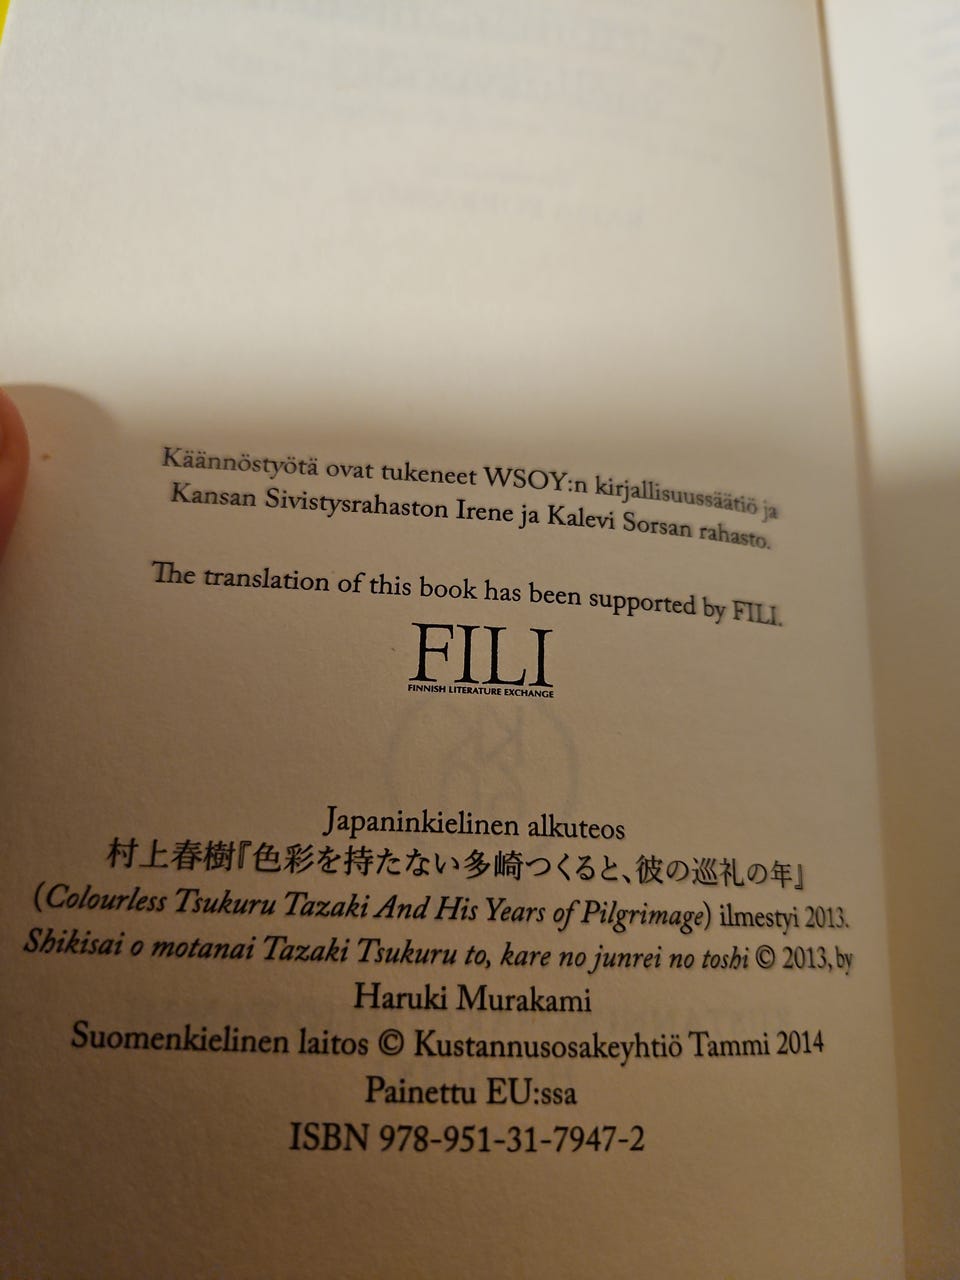 Käännöstyötä ovat tukeneet WSOY:n kirjallisuussäätiö ja
Kansan Sivistysrahaston Irene ja Kalevi Sorsan rahasto.
The translation of this book has been supported by FILI.
FILI
FINNISH LITERATURE EXCHANGE
Japaninkielinen alkuteos
村上春樹『色彩を持たない多崎つくると、彼の巡礼の年』
(Colourless Tsukuru Tazaki And His Years of Pilgrimage) ilmestyi 2013.
Shikisai o motanai Tazaki Tsukuru to, kare no junrei no toshi © 2013, by
Haruki Murakami
Suomenkielinen laitos © Kustannusosakeyhtiö Tammi 2014
Painettu EU:ssa
ISBN 978-951-31-7947-2